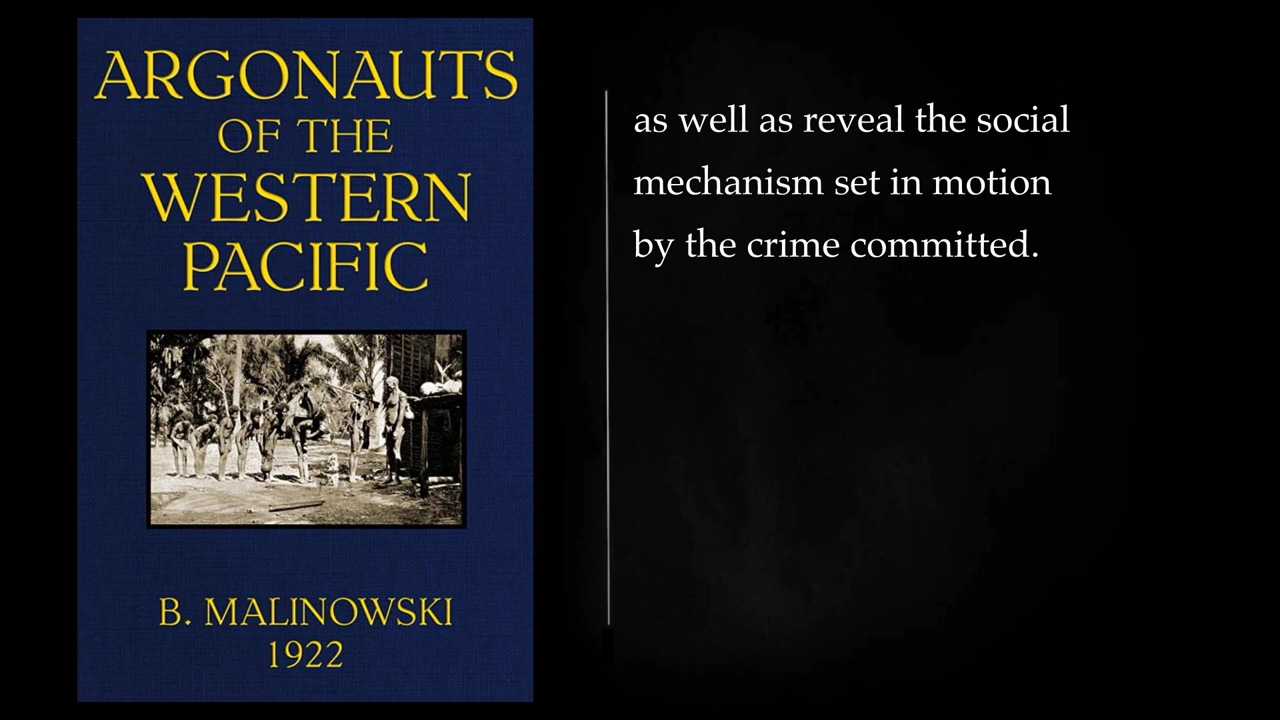 ARGONAUTS
OF THE
WESTERN
PACIFIC
B. MALINOWSKI
1922
as well as reveal the social
mechanism set in motion
by the crime committed.